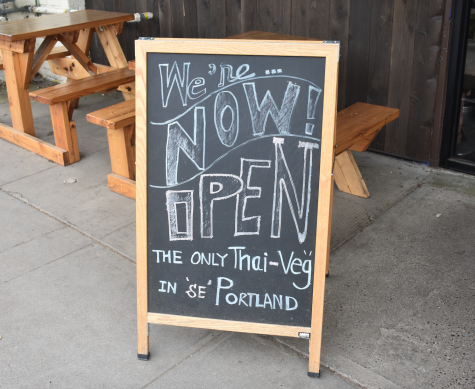 We're...
NOW!
OPEN
THE ONLY Thai-Veg
IN "SE" PORTLAND